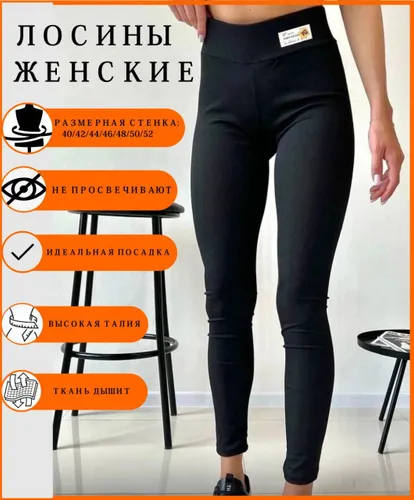 ЛОСИНЫ
ЖЕНСКИЕ
РАЗМЕРНАЯ СТЕНКА:
40/42/44/46/48/50/52
НЕ ПРОСВЕЧИВАЮТ
ИДЕАЛЬНАЯ ПОСАДКА
ВЫСОКАЯ ТАЛИЯ
ТКАНЬ ДЫШИТ